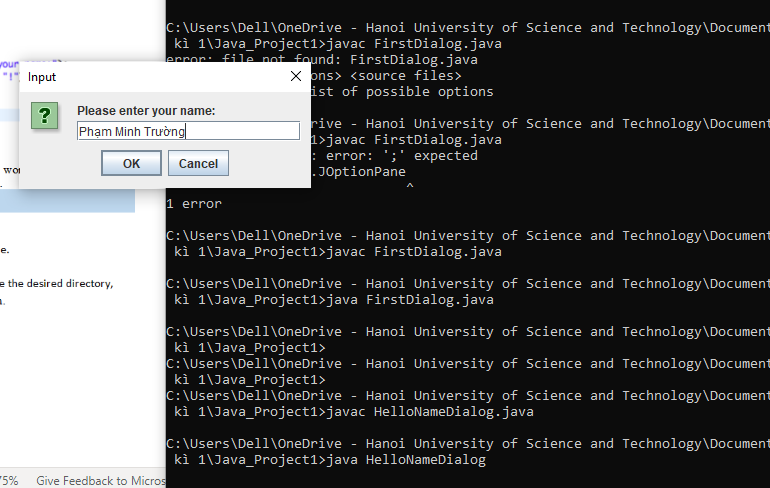 your
"!"
wor
e.
e the desired directory,
75%
Give Feedback to Micros
Input
Please enter your name:
Phạm Minh Trường
OK
Cancel
C:\Users\Dell\OneDrive - Hanoi University of Science and Technology\Document
kì 1\Java_Project1>javac FirstDialog.java
error: file not found: FirstDialog.java
ons> <source files>
ist of possible options
rive - Hanoi University of Science and Technology\Document
1\Java_Project1>javac FirstDialog.java
: error: ';' expected
.JOptionPane
^
1 error
C:\Users\Dell\OneDrive - Hanoi University of Science and Technology\Document
kì 1\Java_Project1>javac FirstDialog.java
C:\Users\Dell\OneDrive - Hanoi University of Science and Technology\Document
kì 1\Java_Project1>java FirstDialog.java
C:\Users\Dell\OneDrive - Hanoi University of Science and Technology\Document
kì 1\Java_Project1>
C:\Users\Dell\OneDrive - Hanoi University of Science and Technology\Document
kì 1\Java_Project1>
C:\Users\Dell\OneDrive - Hanoi University of Science and Technology\Document
kì 1\Java_Project1>javac HelloNameDialog.java
C:\Users\Dell\OneDrive - Hanoi University of Science and Technology\Document
kì 1\Java_Project1>java HelloNameDialog